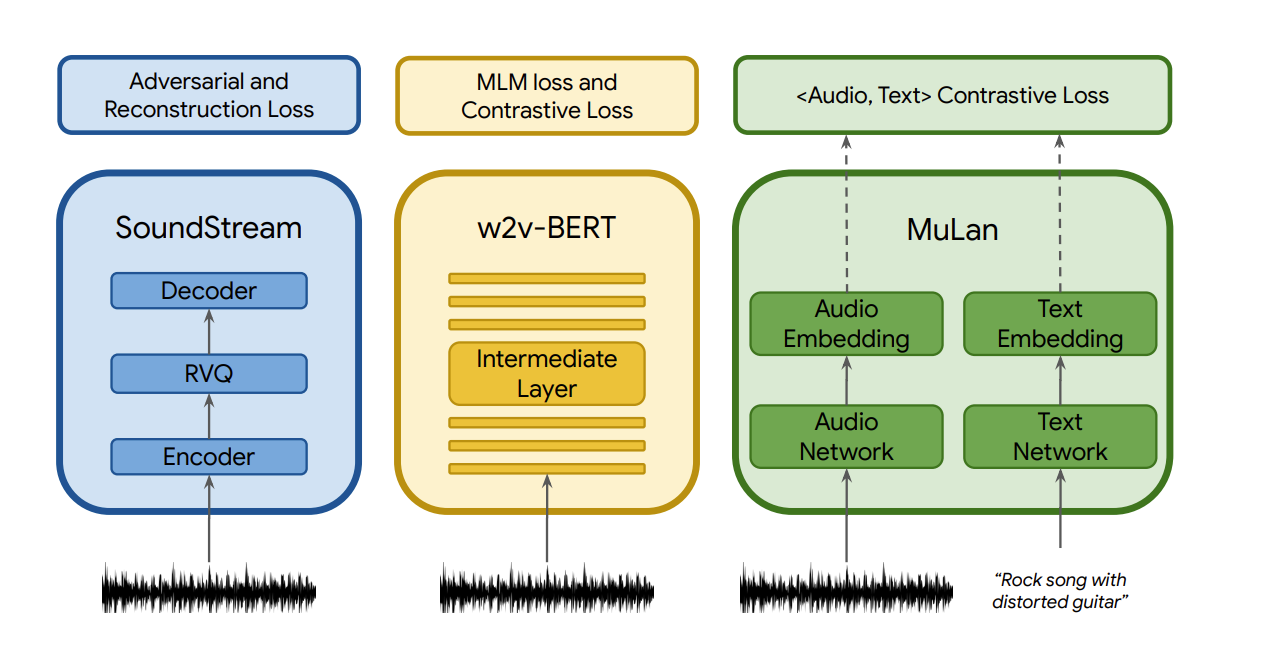 Adversarial and
Reconstruction Loss
MLM loss and
Contrastive Loss
<Audio, Text> Contrastive Loss
SoundStream
Decoder
RVQ
Encoder
w2v-BERT
Intermediate
Layer
MuLan
Audio
Embedding
Text
Embedding
Audio
Network
Text
Network
“Rock song with
distorted guitar”